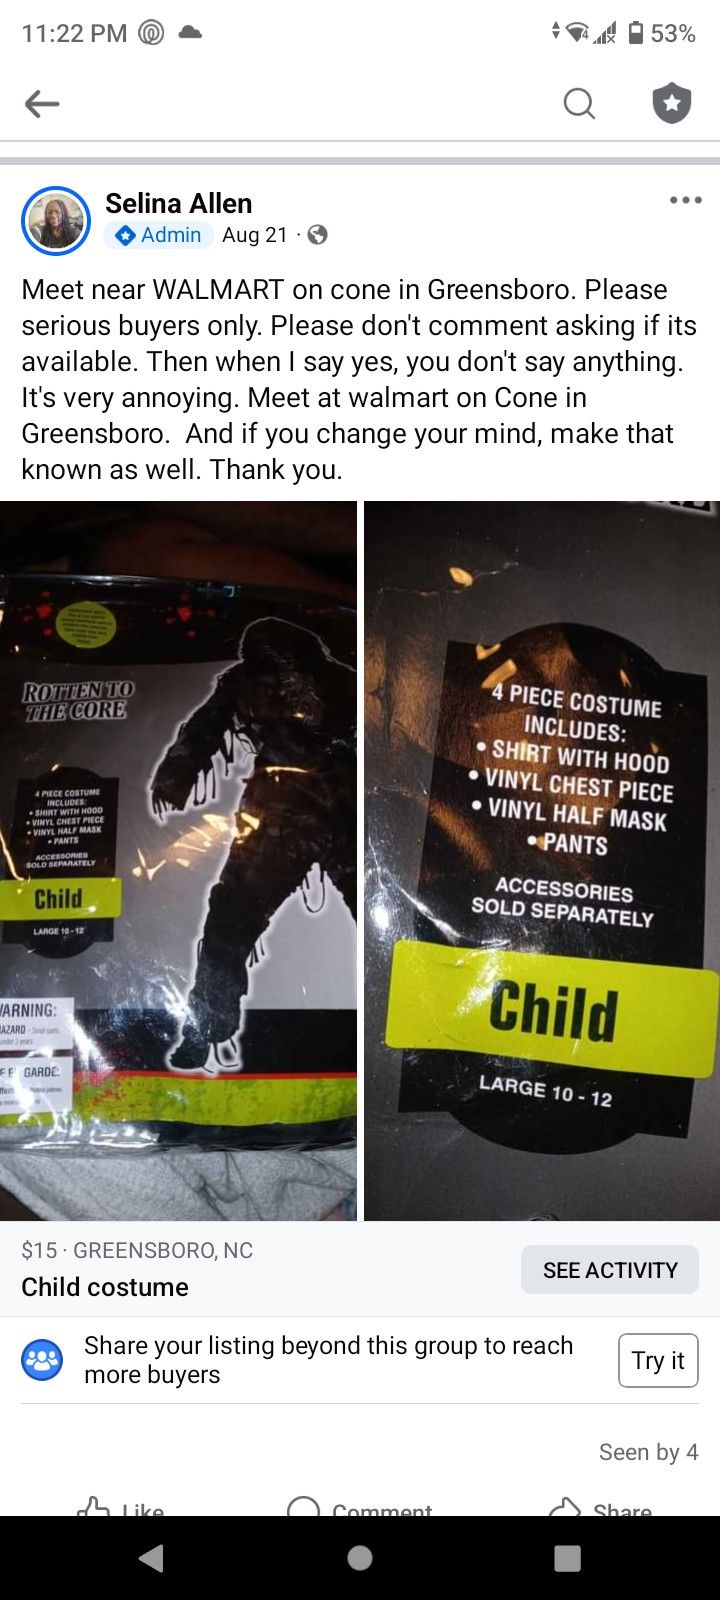 11:22 PM
53%
Selina Allen
Admin Aug 21 ·
Meet near WALMART on cone in Greensboro. Please
serious buyers only. Please don't comment asking if its
available. Then when I say yes, you don't say anything.
It's very annoying. Meet at walmart on Cone in
Greensboro.  And if you change your mind, make that
known as well. Thank you.
ROTTEN TO
THE CORE
4 PIECE COSTUME
INCLUDES:
• SHIRT WITH HOOD
• VINYL CHEST PIECE
• VINYL HALF MASK
• PANTS
ACCESSORIES
SOLD SEPARATELY
Child
LARGE 10-12
ARNING:
AZARD - Small parts
GARDE:
4 PIECE COSTUME
INCLUDES:
• SHIRT WITH HOOD
• VINYL CHEST PIECE
• VINYL HALF MASK
• PANTS
ACCESSORIES
SOLD SEPARATELY
Child
LARGE 10 - 12
$15 · GREENSBORO, NC
Child costume
SEE ACTIVITY
Share your listing beyond this group to reach
more buyers
Try it
Seen by 4
Like Comment Share